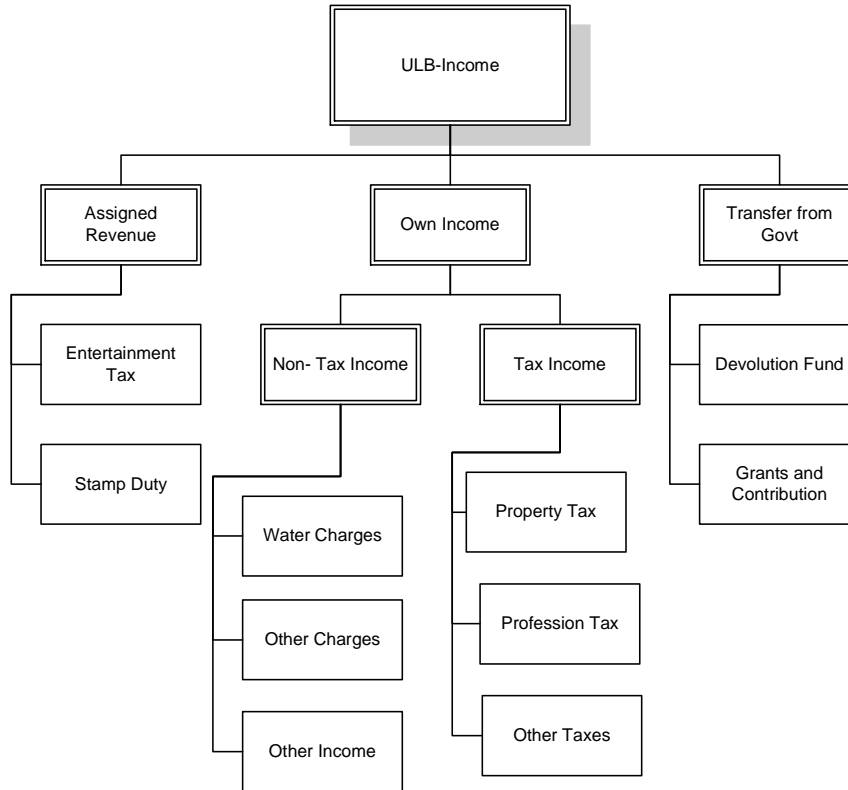 ULB-Income
Assigned
Revenue
Own Income
Transfer from
Govt
Entertainment
Tax
Non- Tax Income
Tax Income
Devolution Fund
Stamp Duty
Grants and
Contribution
Property Tax
Water Charges
Profession Tax
Other Charges
Other Taxes
Other Income